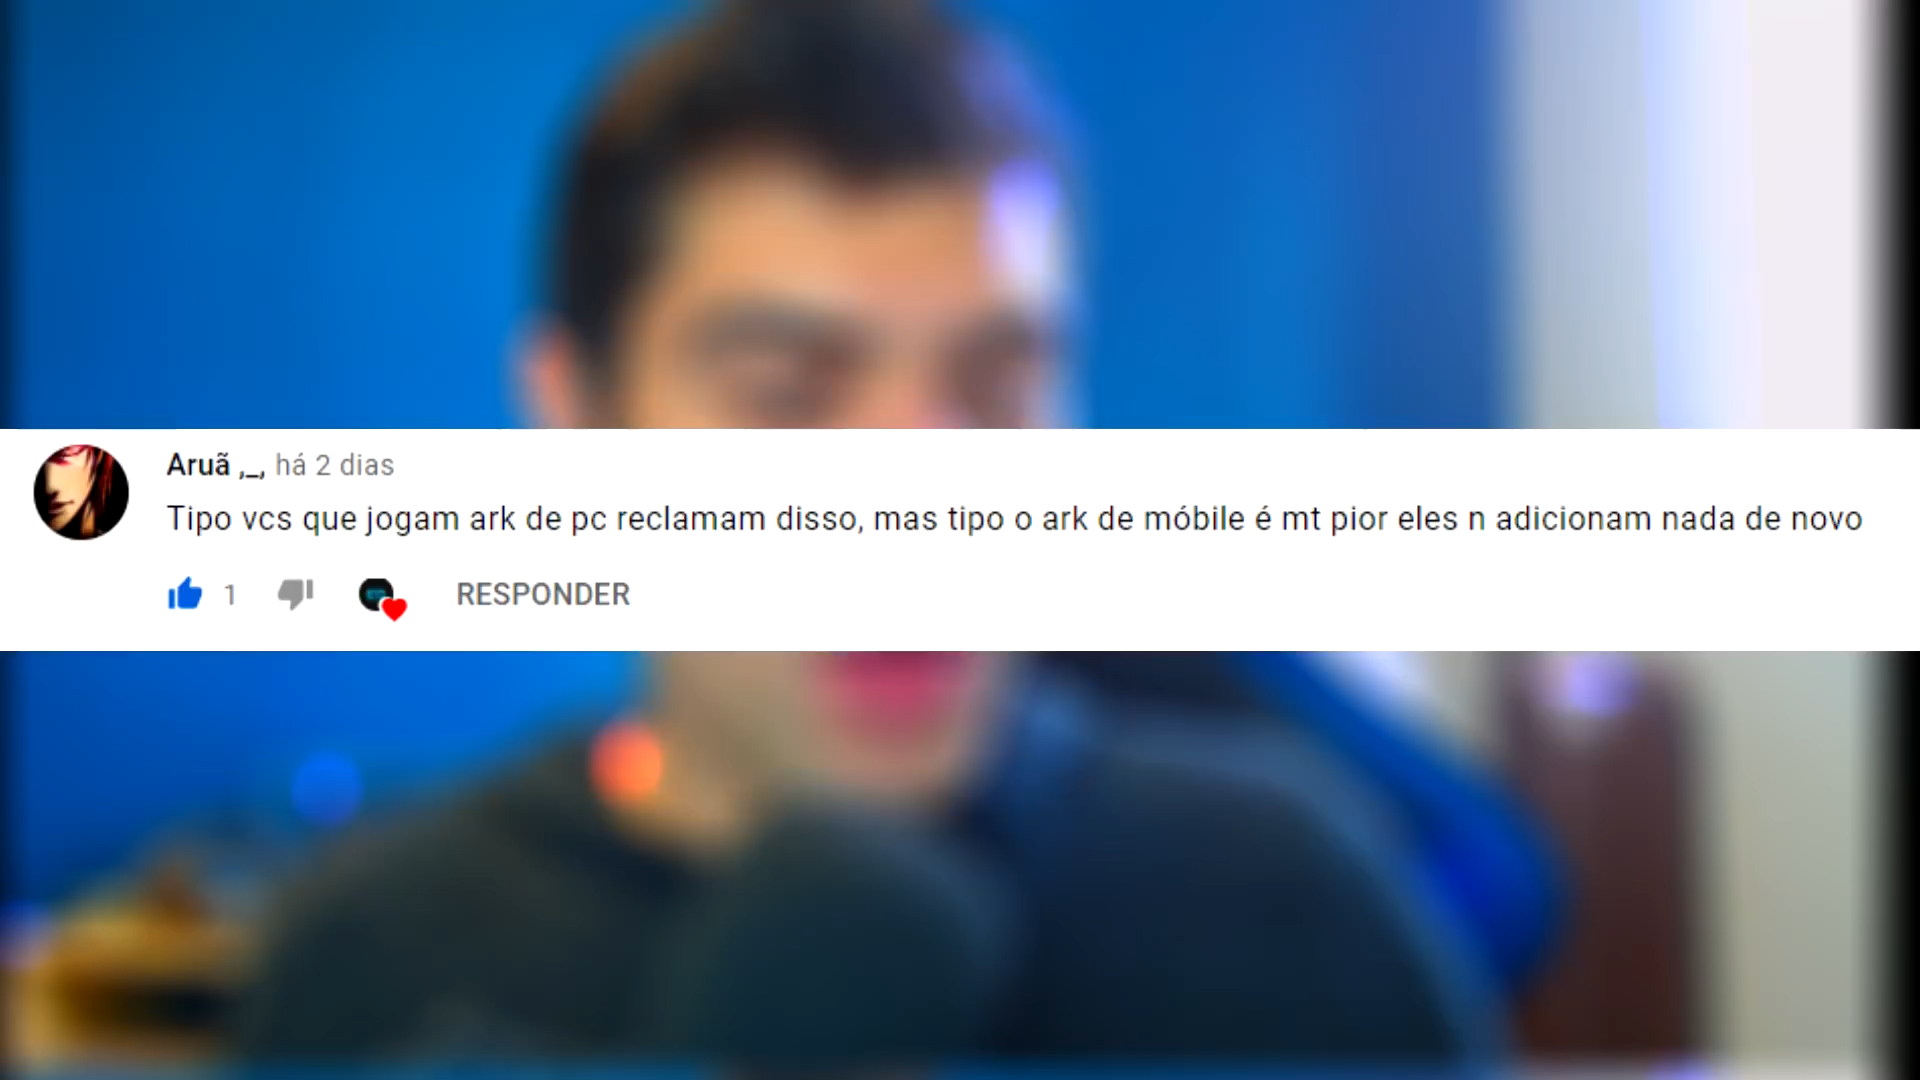 Aruã ,_, há 2 dias
Tipo vcs que jogam ark de pc reclamam disso, mas tipo o ark de móbile é mt pior eles n adicionam nada de novo
1 RESPONDER